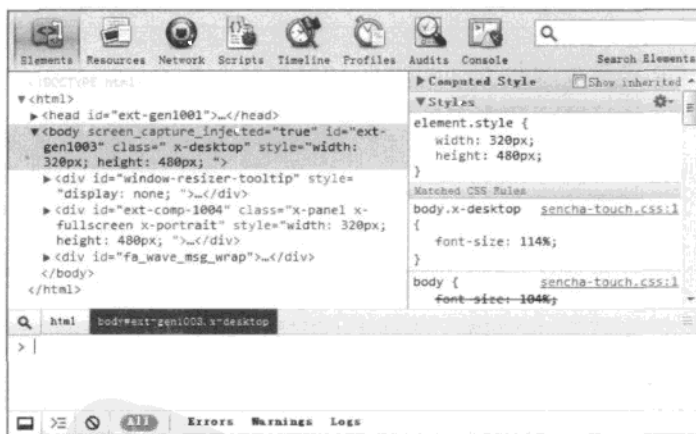 Elements Resources Network Scripts Timeline Profiles Audits Console Search Elements
<!DOCTYPE html>
▼<html>
▶<head id="ext-gen1001">…</head>
▼<body screen_capture_injected="true" id="ext-
gen1003" class=" x-desktop" style="width:
320px; height: 480px; ">
▶<div id="window-resizer-tooltip" style=
"display: none; ">…</div>
▶<div id="ext-comp-1004" class="x-panel x-
fullscreen x-portrait" style="width: 320px;
height: 480px; ">…</div>
▶<div id="fa_wave_msg_wrap">…</div>
</body>
</html>
▶Computed Style Show inherited
▼Styles
element.style {
width: 320px;
height: 480px;
}
Matched CSS Rules
body.x-desktop sencha-touch.css:1
{
font-size: 114%;
}
body { sencha-touch.css:1
font-size: 104%;
html body#ext-gen1003.x-desktop
>
All Errors Warnings Logs